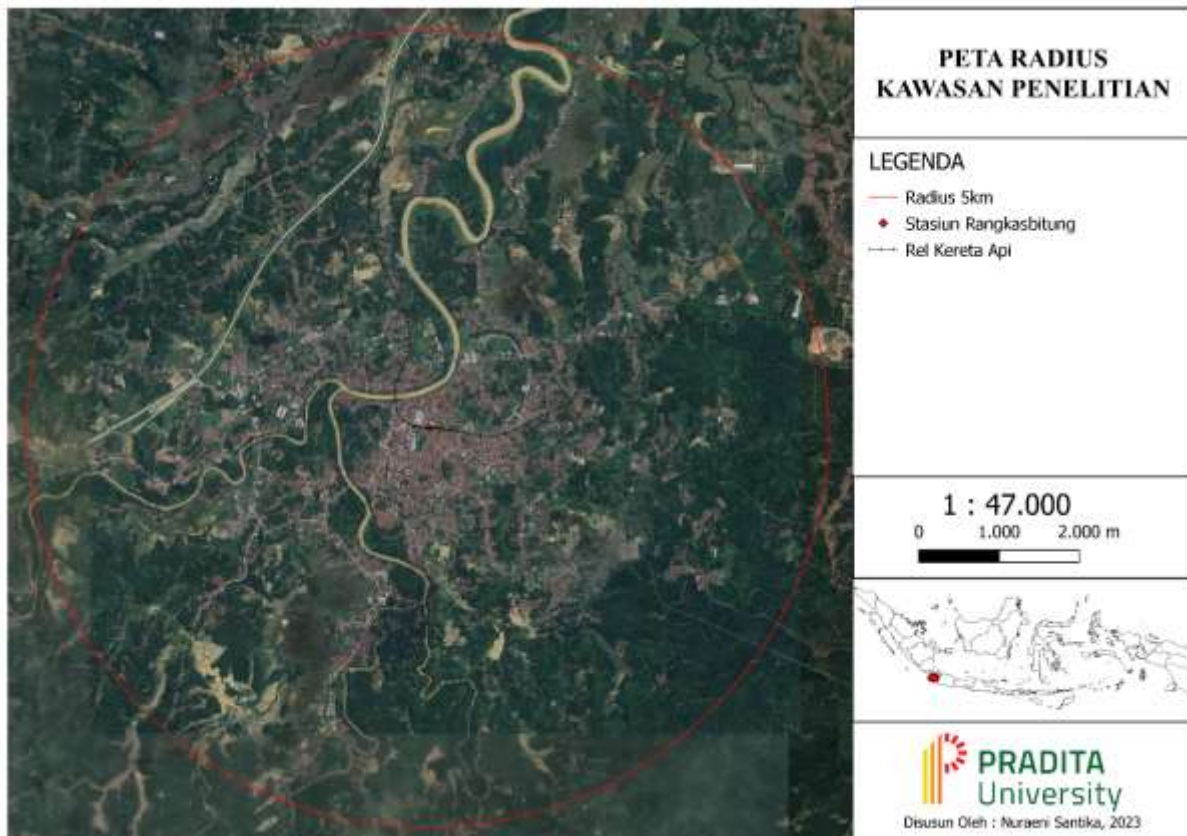 PETA RADIUS
KAWASAN PENELITIAN
LEGENDA
Radius 5km
Stasiun Rangkasbitung
Rel Kereta Api
1 : 47.000
0 1.000 2.000 m
PRADITA
University
Disusun Oleh : Nuraeni Santika, 2023